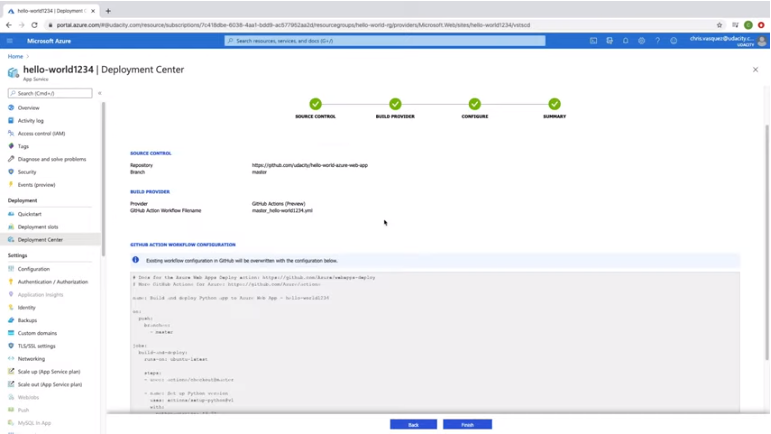 hello-world1234 | Deployment C
portal.azure.com/#@udacity.com/resource/subscriptions/7c418dbe-6038-4aa1-bdd9-ac577962aa2d/resourcegroups/hello-world-rg/providers/Microsoft.Web/sites/hello-world1234/vstscd
Microsoft Azure
Search resources, services, and docs (G+/)
chris.vasquez@udacity.c...
UDACITY
Home
hello-world1234 | Deployment Center
App Service
Search (Cmd+/)
Overview
Activity log
Access control (IAM)
Tags
Diagnose and solve problems
Security
Events (preview)
Deployment
Quickstart
Deployment slots
Deployment Center
Settings
Configuration
Authentication / Authorization
Application Insights
Identity
Backups
Custom domains
TLS/SSL settings
Networking
Scale up (App Service plan)
Scale out (App Service plan)
WebJobs
Push
MySQL In App
SOURCE CONTROL
BUILD PROVIDER
CONFIGURE
SUMMARY
SOURCE CONTROL
Repository https://github.com/udacity/hello-world-azure-web-app
Branch master
BUILD PROVIDER
Provider GitHub Actions (Preview)
GitHub Action Workflow Filename master_hello-world1234.yml
GITHUB ACTION WORKFLOW CONFIGURATION
Existing workflow configuration in GitHub will be overwritten with the configuration below.
# Docs for the Azure Web Apps Deploy action: https://github.com/Azure/webapps-deploy
# More GitHub Actions for Azure: https://github.com/Azure/actions
name: Build and deploy Python app to Azure Web App - hello-world1234
on:
push:
branches:
- master
jobs:
build-and-deploy:
runs-on: ubuntu-latest
steps:
- uses: actions/checkout@master
- name: Set up Python version
uses: actions/setup-python@v1
with:
Back
Finish